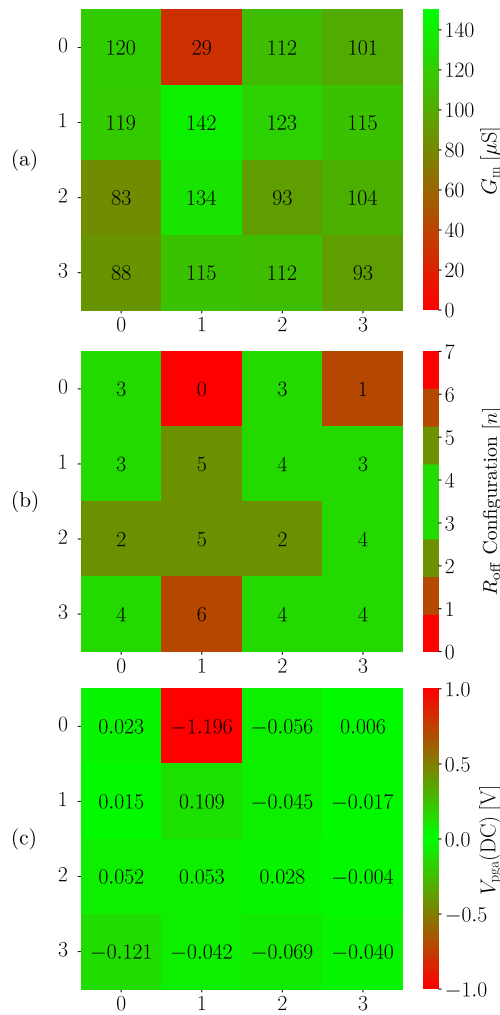 (a)
0 120 29 112 101
1 119 142 123 115
2 83 134 93 104
3 88 115 112 93
0 1 2 3
140
120
100
80
60
40
20
0
G_m [μS]
(b)
0 3 0 3 1
1 3 5 4 3
2 2 5 2 4
3 4 6 4 4
0 1 2 3
7
6
5
4
3
2
1
0
R_off Configuration [n]
(c)
0 0.023 −1.196 −0.056 0.006
1 0.015 0.109 −0.045 −0.017
2 0.052 0.053 0.028 −0.004
3 −0.121 −0.042 −0.069 −0.040
0 1 2 3
1.0
0.5
0.0
−0.5
−1.0
V_pga(DC) [V]